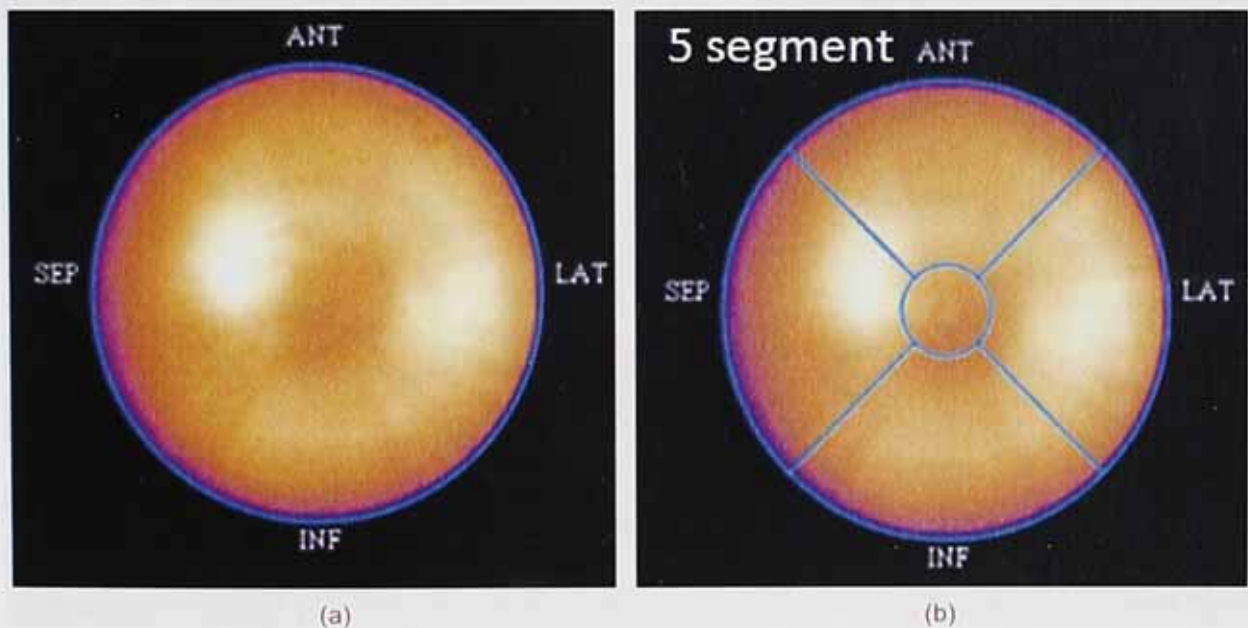 ANT
SEP
LAT
INF
(a)
5 segment
ANT
SEP
LAT
INF
(b)